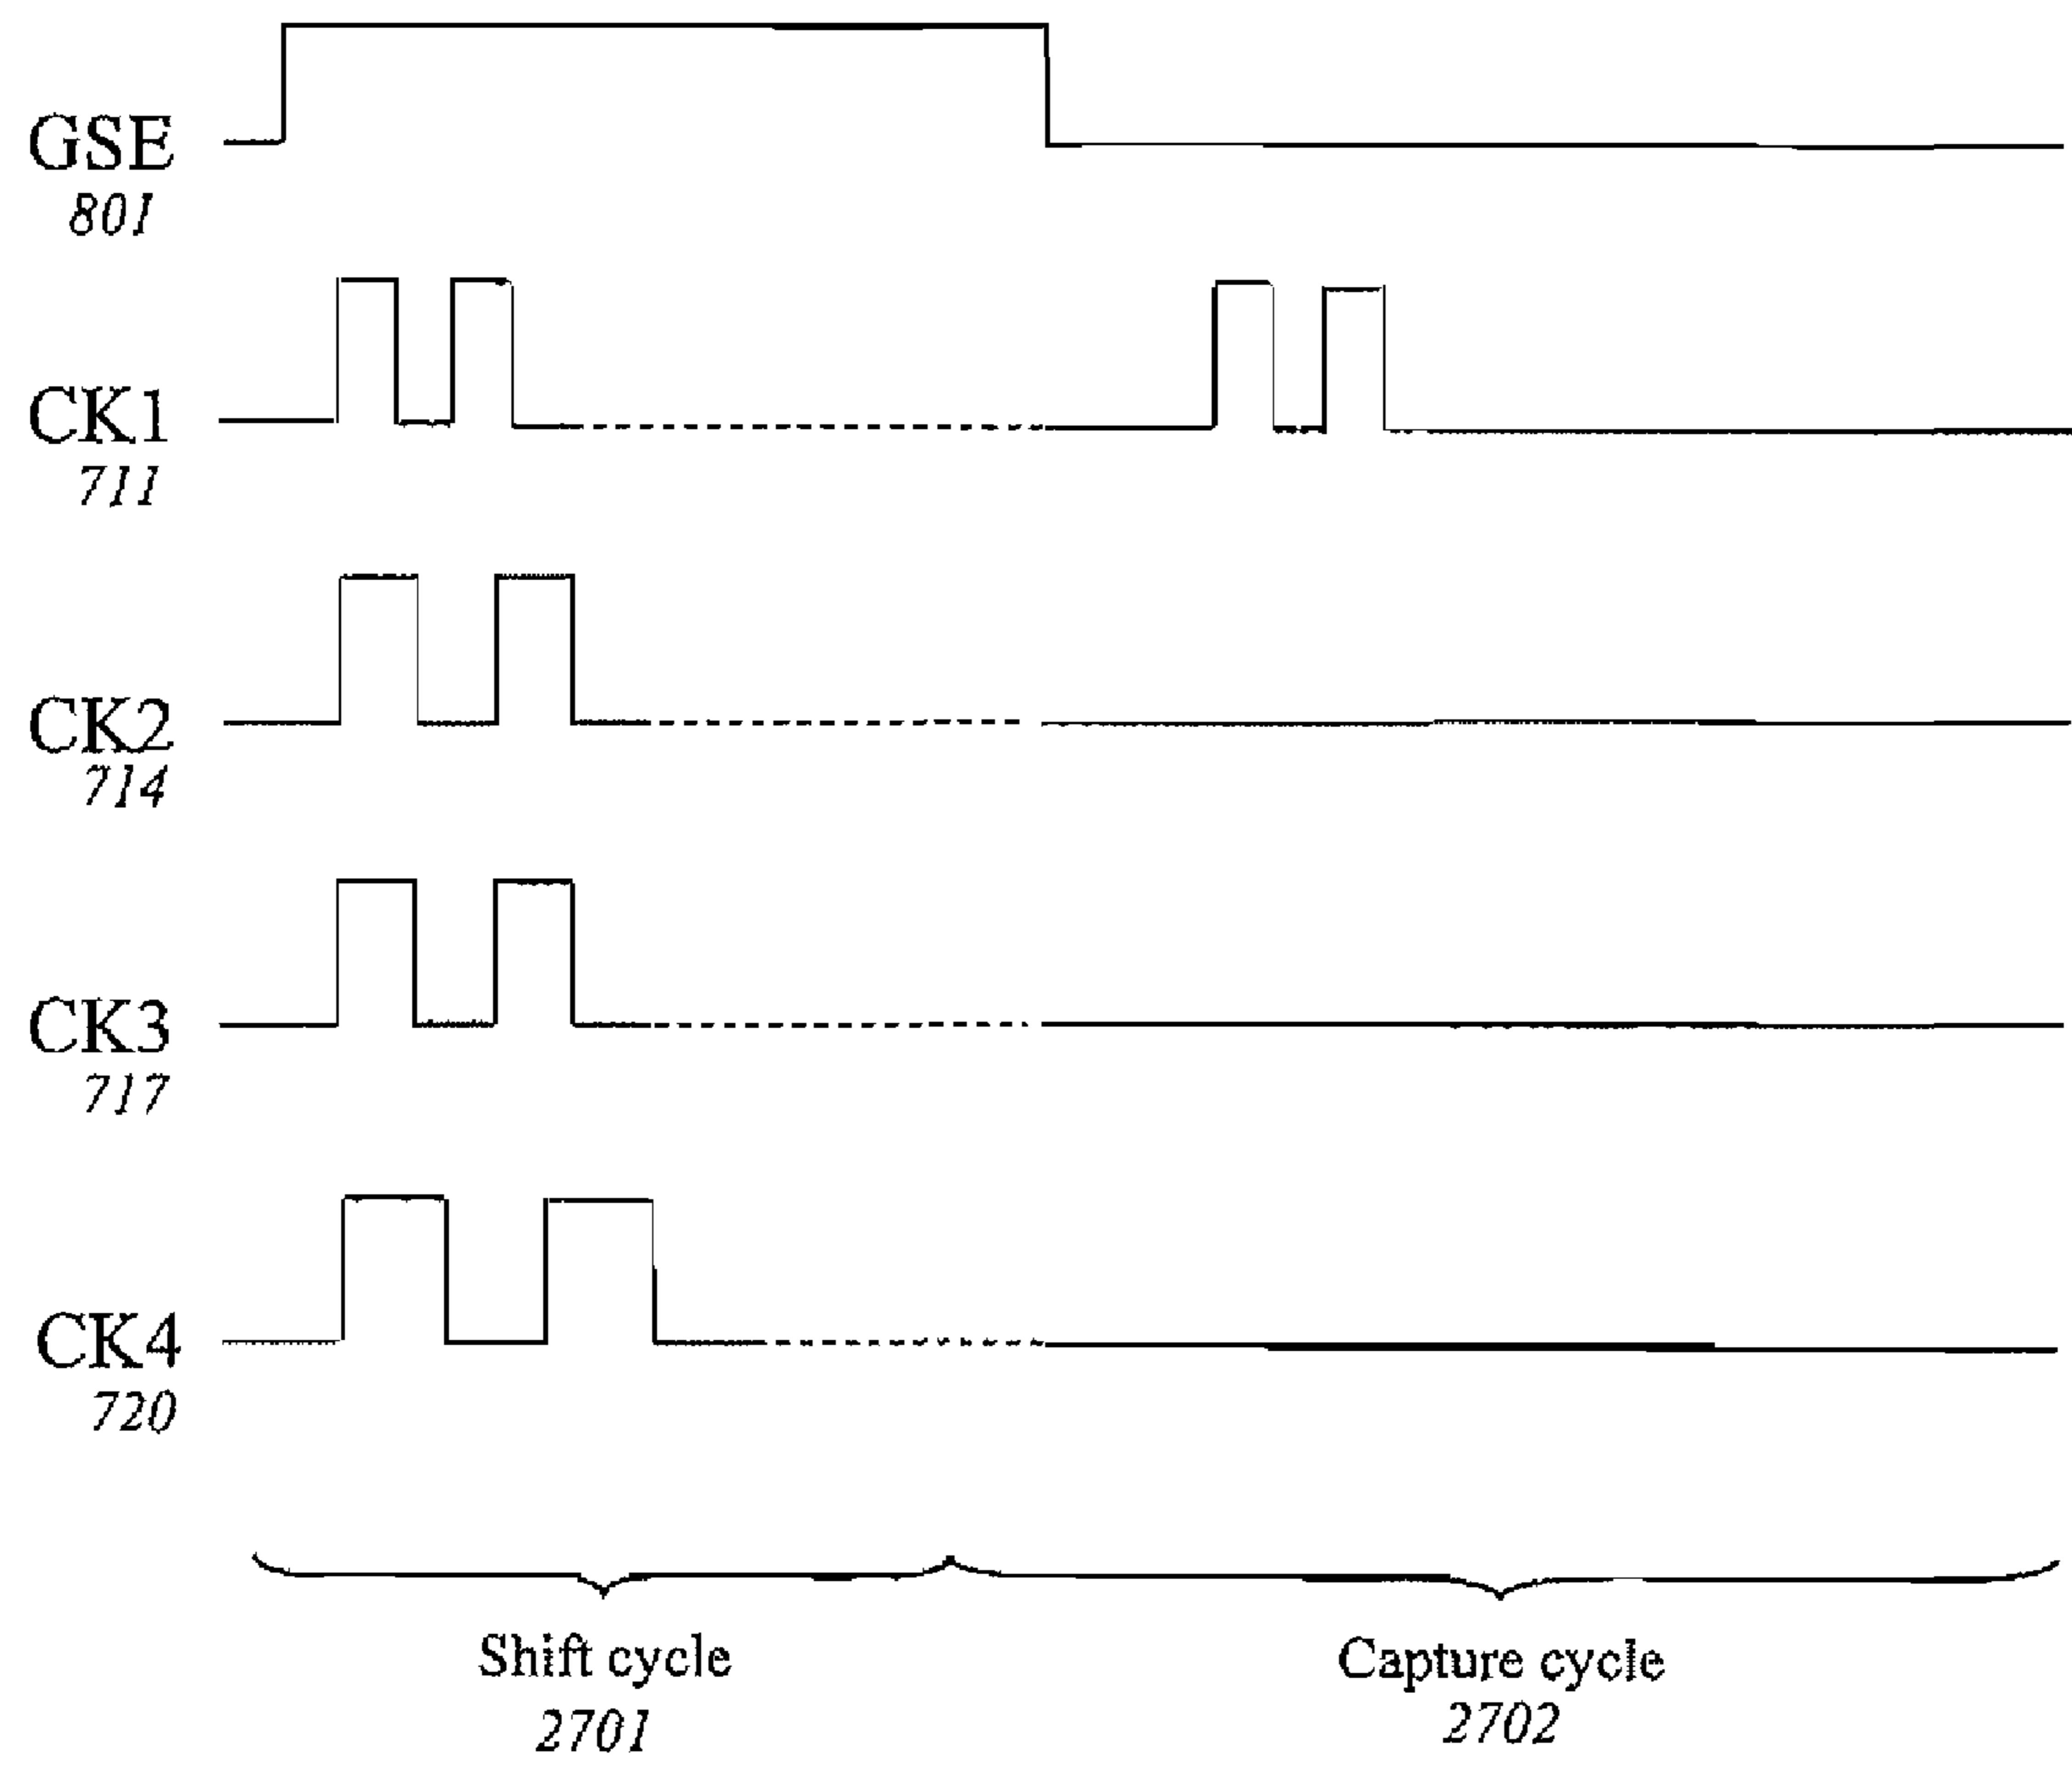 GSE
801
CK1
711
CK2
714
CK3
717
CK4
720
Shift cycle
2701
Capture cycle
2702